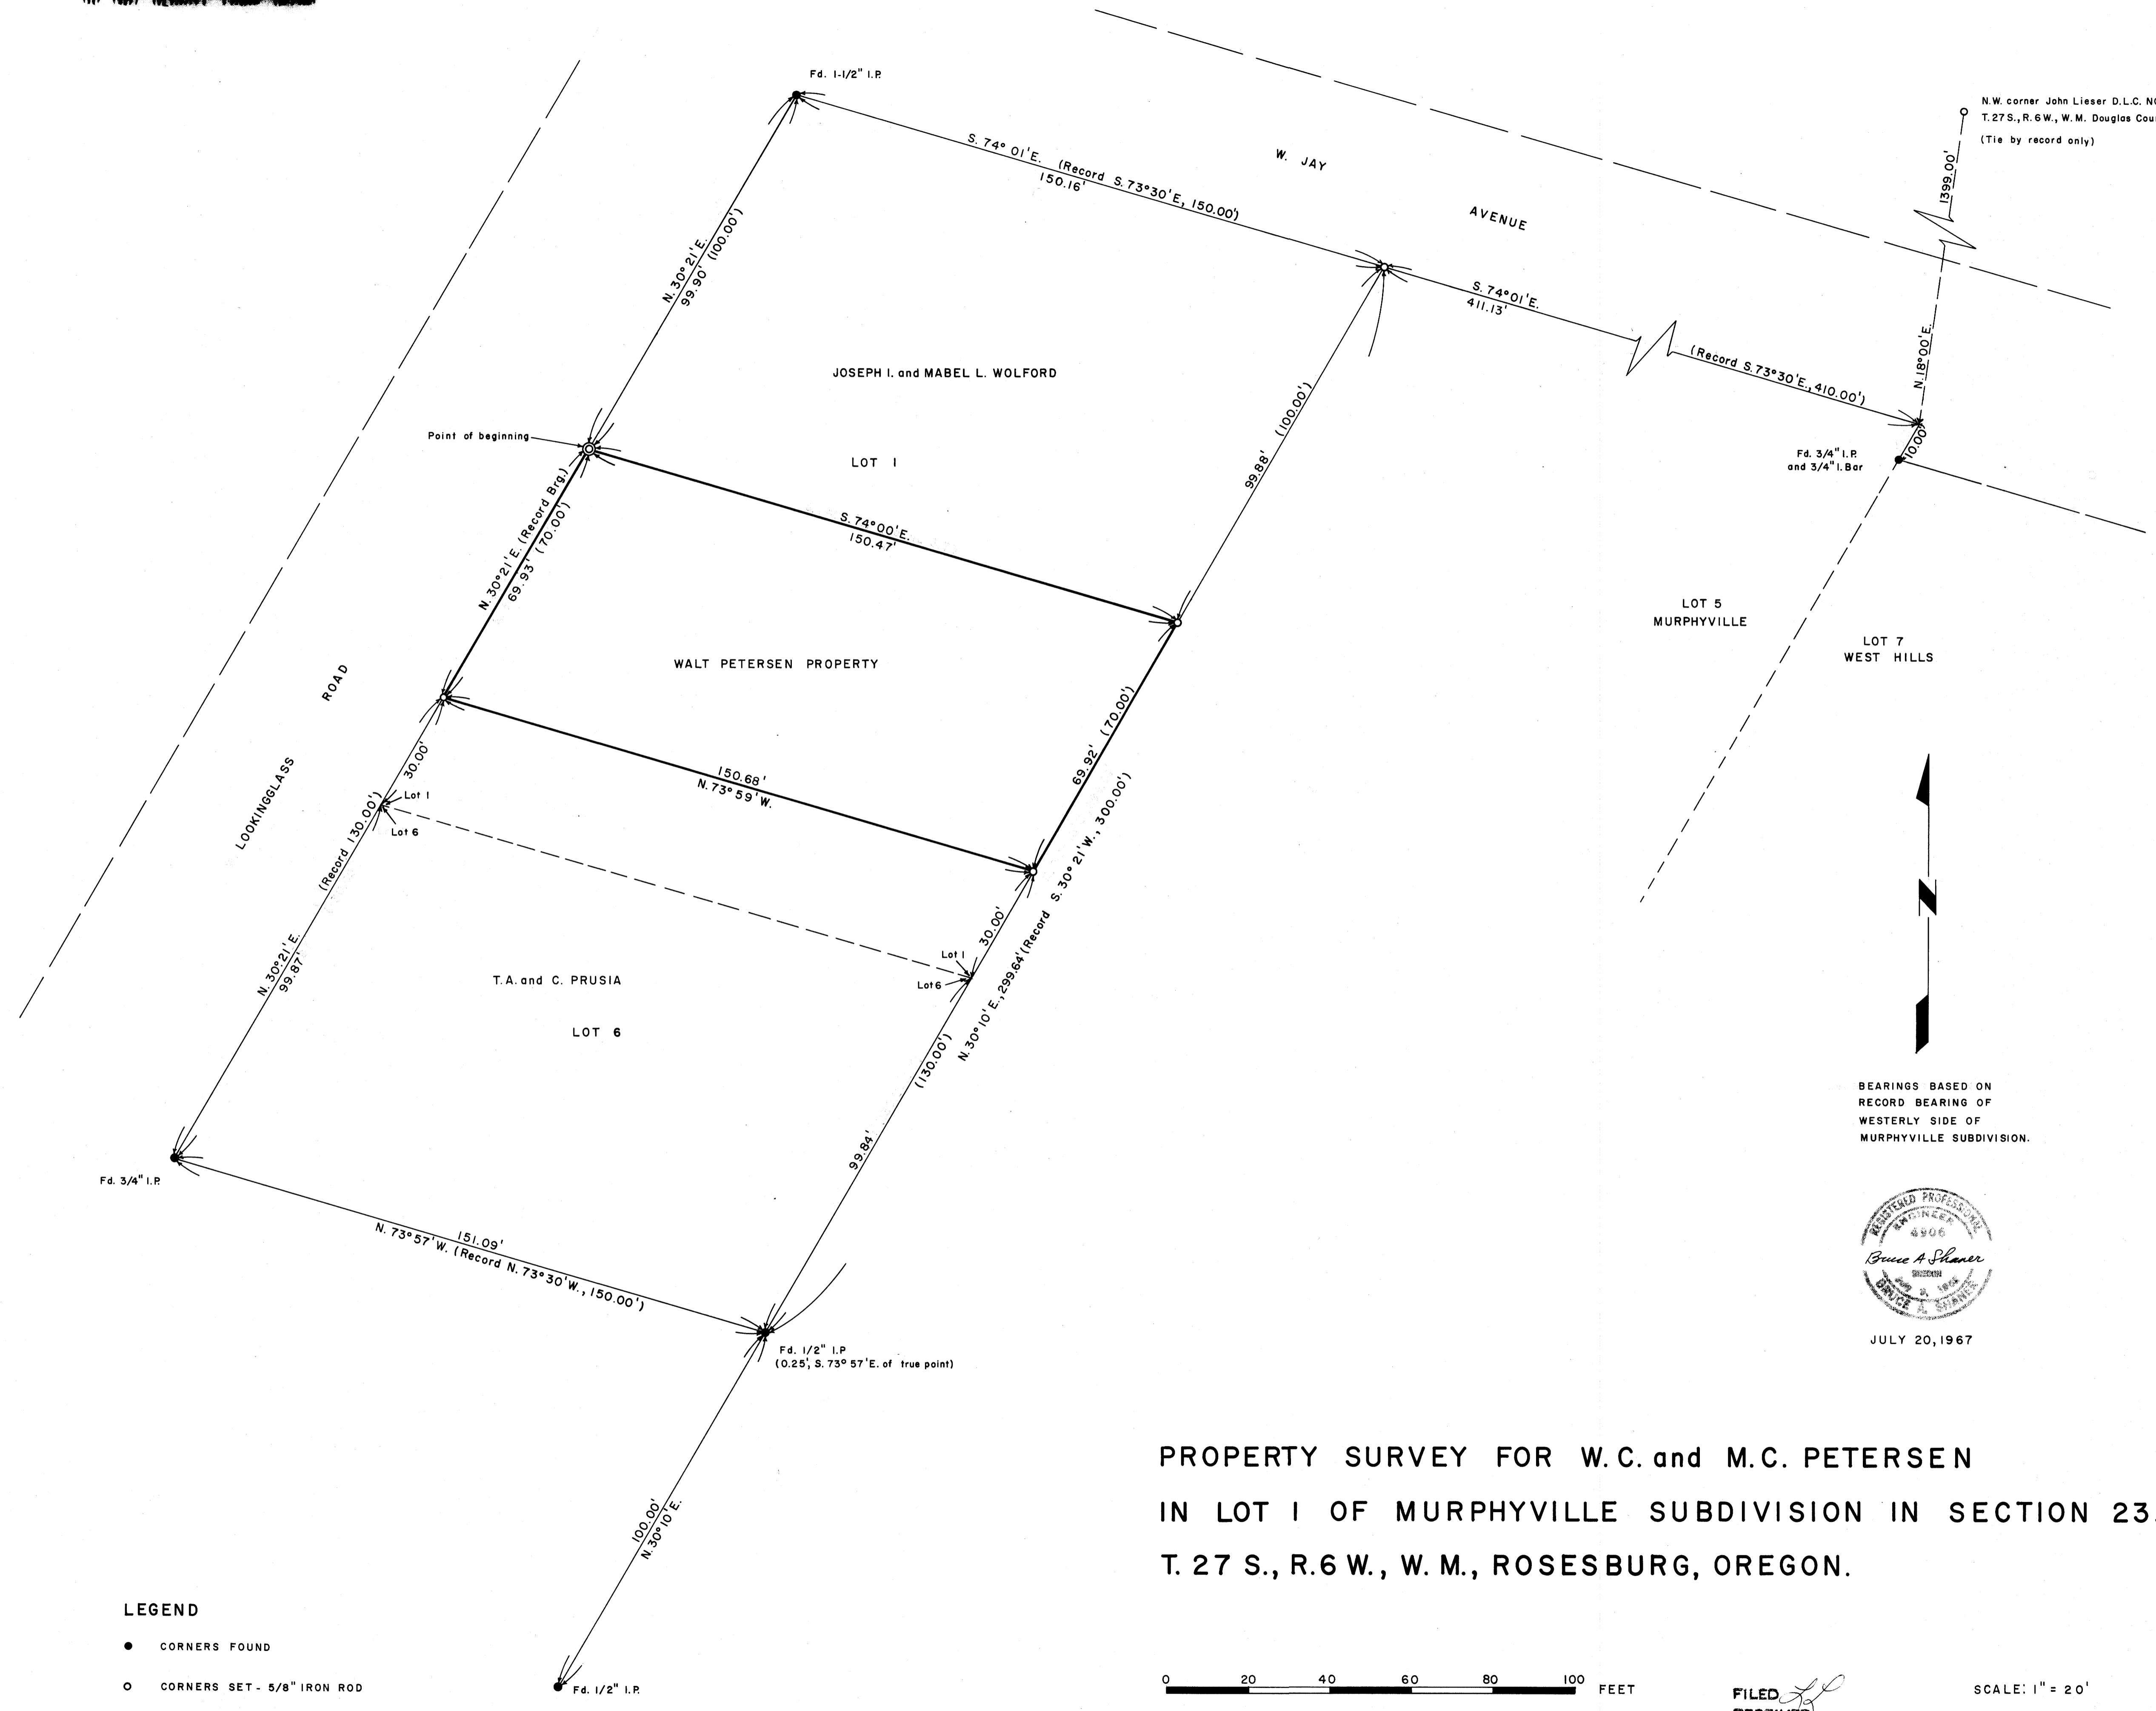 Fd. 1-1/2" I.P.
N.W. corner John Lieser D.L.C.
T. 27 S., R. 6 W., W.M. Douglas
(Tie by record only)
1399.00'
W. JAY
AVENUE
S. 74° 01' E. (Record S. 73°30' E, 150.00')
150.16'
N. 30° 21' E.
99.90' (100.00')
S. 74°01' E.
411.13'
(Record S. 73°30' E., 410.00')
N. 18°00' E.
10.00'
Fd. 3/4" I.P.
and 3/4" I. Bar
JOSEPH I. and MABEL L. WOLFORD
LOT 1
99.88' (100.00')
Point of beginning
N. 30°21' E. (Record Brg.)
69.93' (70.00')
S. 74°00' E.
150.47'
WALT PETERSEN PROPERTY
LOT 5
MURPHYVILLE
LOT 7
WEST HILLS
LOOKINGGLASS ROAD
69.92' (70.00')
150.68'
N. 73° 59' W.
30.00'
Lot 1
Lot 6
(Record 130.00')
N. 30°21' E.
99.87'
30.00'
Lot 1
Lot 6
N. 30°10' E., 299.64' (Record S. 30° 21' W., 300.00')
(130.00')
99.84'
T. A. and C. PRUSIA
LOT 6
Fd. 3/4" I.P.
151.09'
N. 73°57' W. (Record N. 73°30' W., 150.00')
Fd. 1/2" I.P
(0.25', S. 73° 57' E. of true point)
100.00'
N. 30°10' E.
Fd. 1/2" I.P.
N
BEARINGS BASED ON
RECORD BEARING OF
WESTERLY SIDE OF
MURPHYVILLE SUBDIVISION.
REGISTERED PROFESSIONAL
ENGINEER
4906
Bruce A Shaner
OREGON
BRUCE A. SHANER
JULY 20, 1967
PROPERTY SURVEY FOR W. C. and M. C. PETERSEN
IN LOT 1 OF MURPHYVILLE SUBDIVISION IN SECTION 23
T. 27 S., R. 6 W., W. M., ROSESBURG, OREGON.
LEGEND
CORNERS FOUND
CORNERS SET - 5/8" IRON ROD
0 20 40 60 80 100 FEET
FILED
SCALE: 1" = 20'